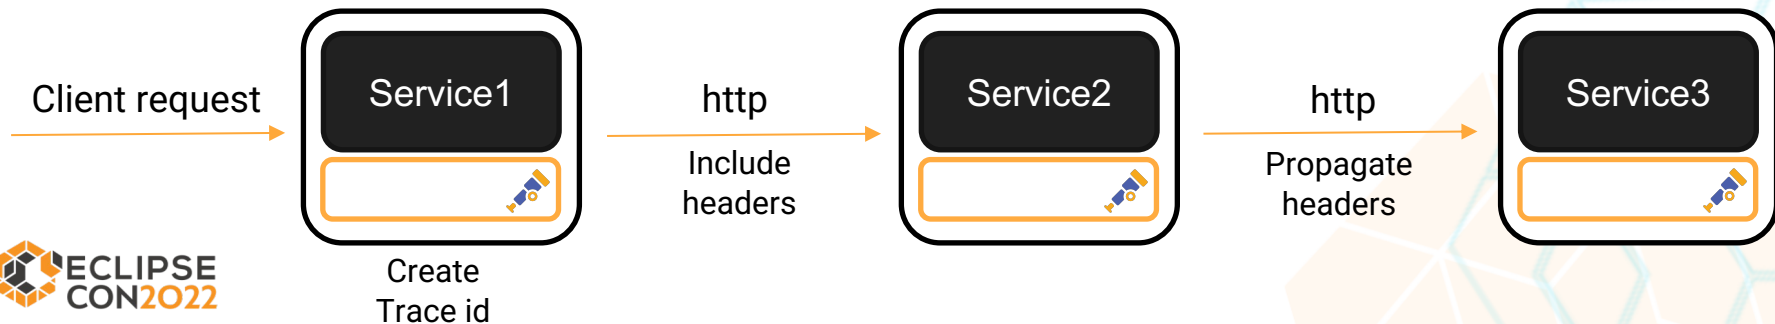 Client request
Service1
http
Include
headers
Service2
http
Propagate
headers
Service3
Create
Trace id
ECLIPSE
CON2022